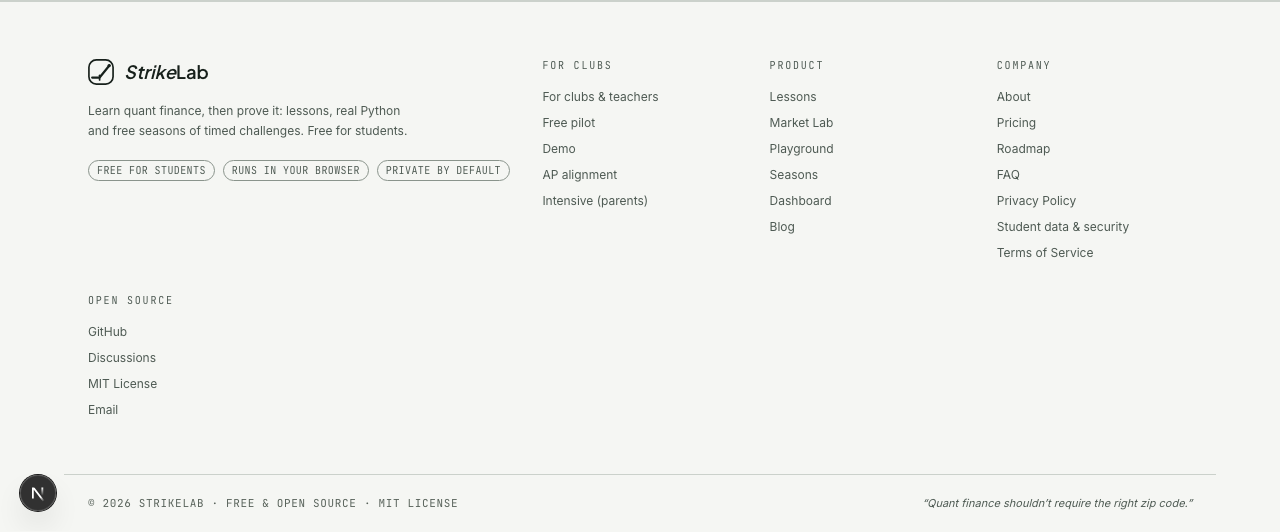 StrikeLab
Learn quant finance, then prove it: lessons, real Python
and free seasons of timed challenges. Free for students.
FREE FOR STUDENTS
RUNS IN YOUR BROWSER
PRIVATE BY DEFAULT
FOR CLUBS
For clubs & teachers
Free pilot
Demo
AP alignment
Intensive (parents)
PRODUCT
Lessons
Market Lab
Playground
Seasons
Dashboard
Blog
COMPANY
About
Pricing
Roadmap
FAQ
Privacy Policy
Student data & security
Terms of Service
OPEN SOURCE
GitHub
Discussions
MIT License
Email
N
© 2026 STRIKELAB · FREE & OPEN SOURCE · MIT LICENSE
“Quant finance shouldn’t require the right zip code.”